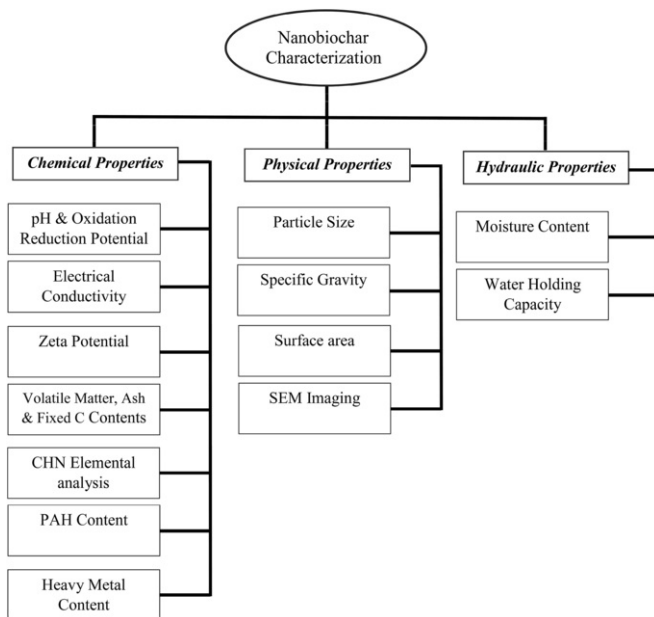 Nanobiochar
Characterization
Chemical Properties
pH & Oxidation
Reduction Potential
Electrical
Conductivity
Zeta Potential
Volatile Matter, Ash
& Fixed C Contents
CHN Elemental
analysis
PAH Content
Heavy Metal
Content
Physical Properties
Particle Size
Specific Gravity
Surface area
SEM Imaging
Hydraulic Properties
Moisture Content
Water Holding
Capacity